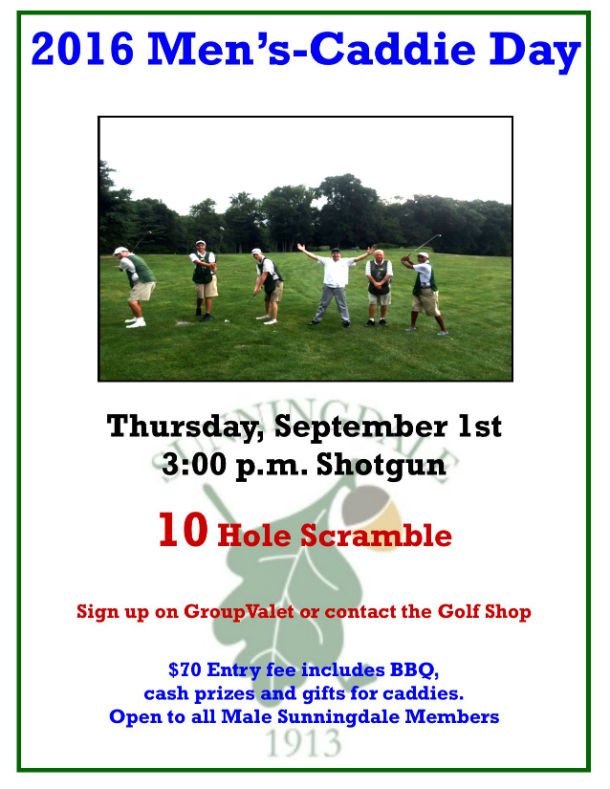 2016 Men's-Caddie Day
Thursday, September 1st
SUNNINGDALE
3:00 p.m. Shotgun
10 Hole Scramble
Sign up on GroupValet or contact the Golf Shop
$70 Entry fee includes BBQ,
cash prizes and gifts for caddies.
Open to all Male Sunningdale Members
1913